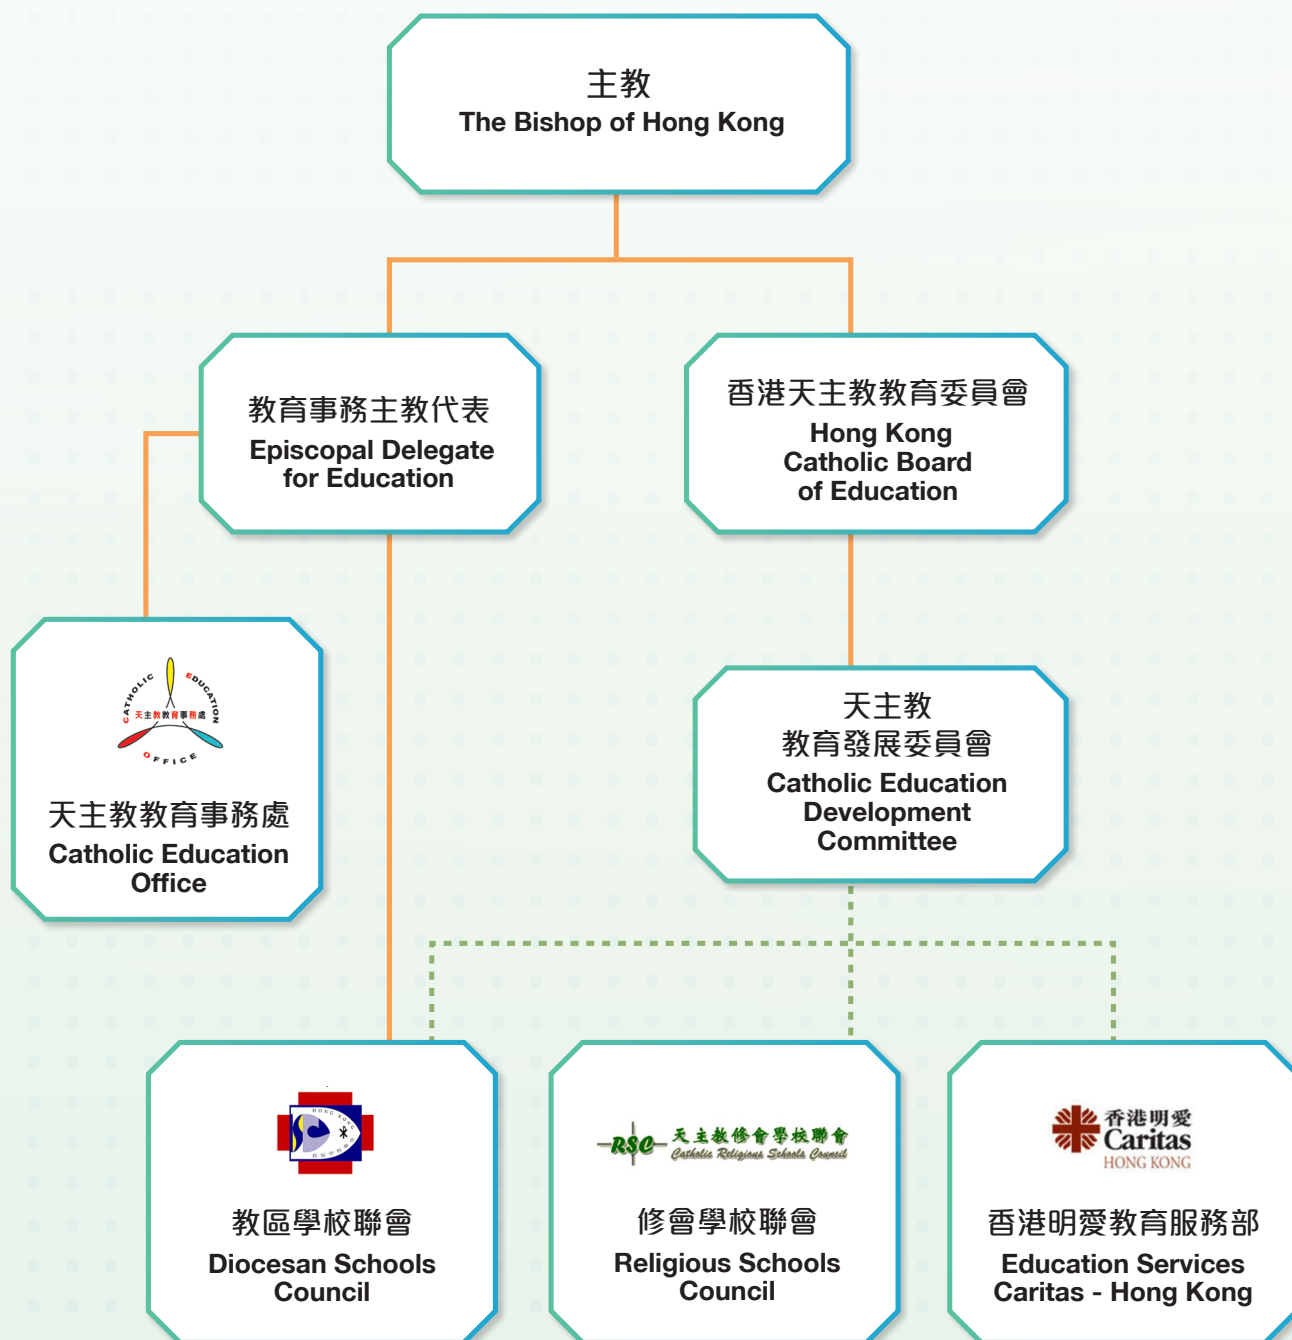 主教
The Bishop of Hong Kong
教育事務主教代表
Episcopal Delegate
for Education
香港天主教教育委員會
Hong Kong
Catholic Board
of Education
CATHOLIC EDUCATION
天主教教育事務處
OFFICE
天主教教育事務處
Catholic Education
Office
天主教
教育發展委員會
Catholic Education
Development
Committee
HONG KONG
教區學校聯會
Diocesan Schools
Council
RSC 天主教修會學校聯會
Catholic Religious Schools Council
修會學校聯會
Religious Schools
Council
香港明愛
Caritas
HONG KONG
香港明愛教育服務部
Education Services
Caritas - Hong Kong